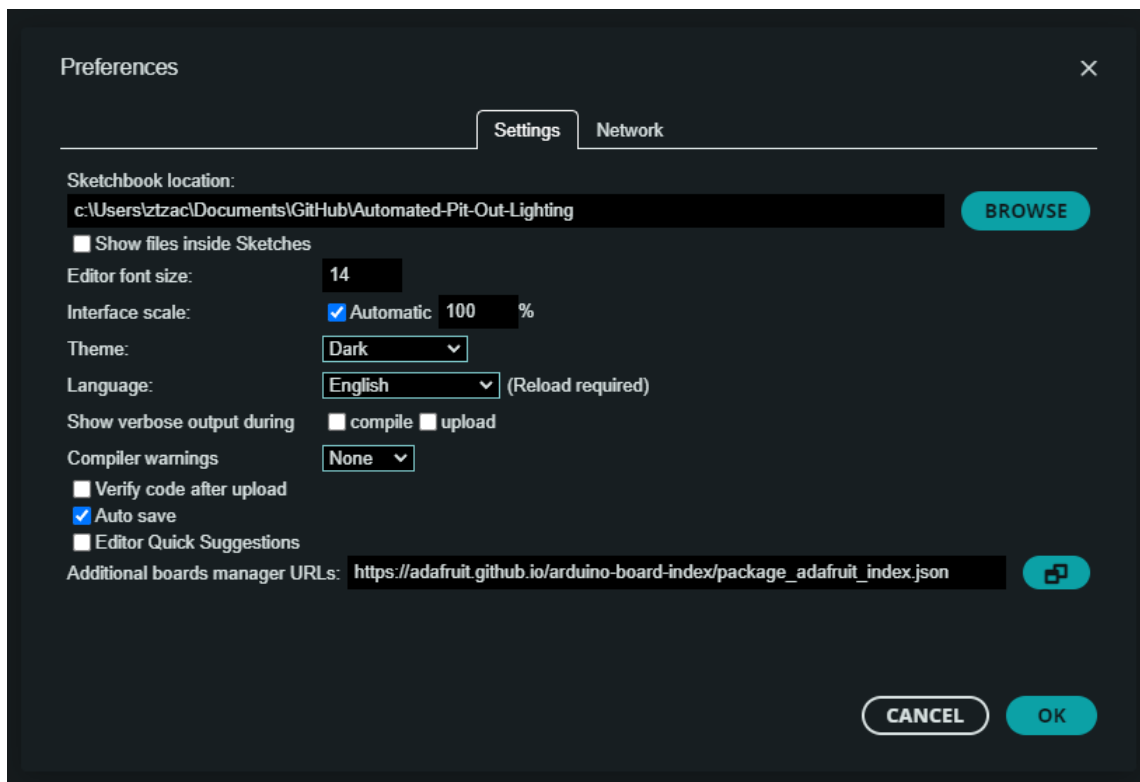 Preferences
Settings Network
Sketchbook location:
c:\Users\ztzac\Documents\GitHub\Automated-Pit-Out-Lighting BROWSE
Show files inside Sketches
Editor font size: 14
Interface scale: Automatic 100 %
Theme: Dark
Language: English (Reload required)
Show verbose output during compile upload
Compiler warnings None
Verify code after upload
Auto save
Editor Quick Suggestions
Additional boards manager URLs: https://adafruit.github.io/arduino-board-index/package_adafruit_index.json
CANCEL OK